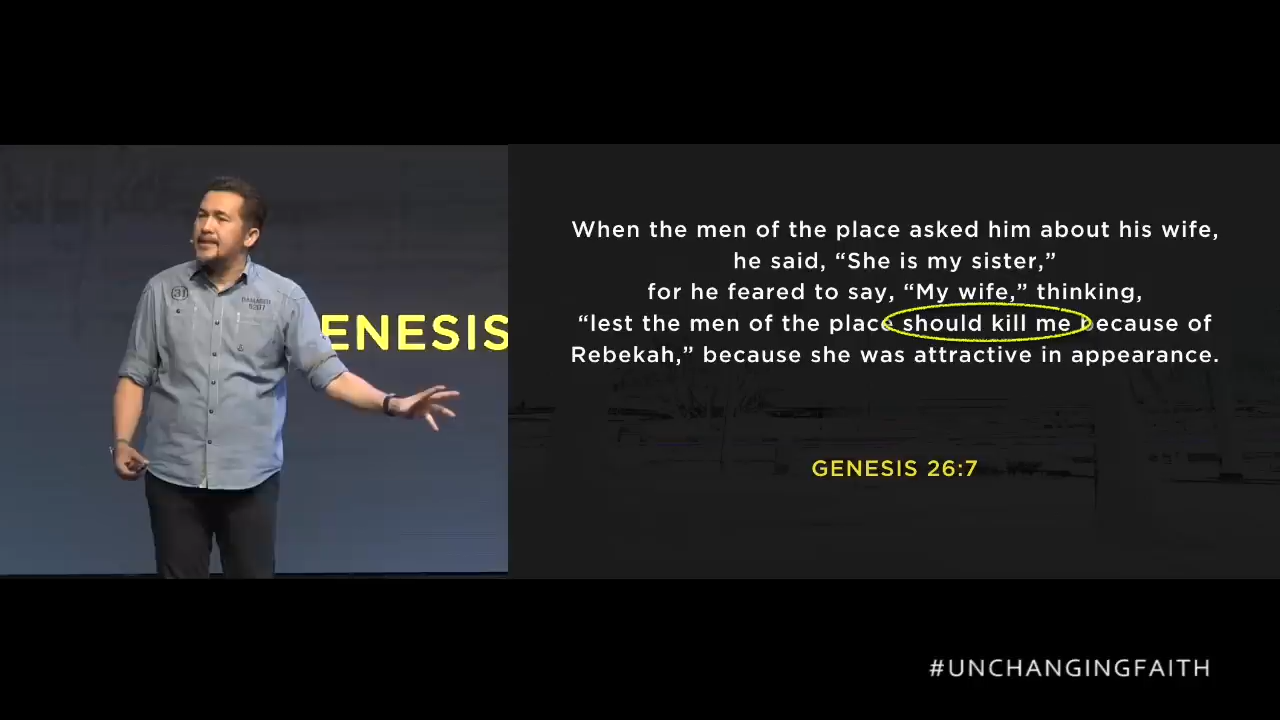 31
ENESIS
When the men of the place asked him about his wife,
he said, “She is my sister,”
for he feared to say, “My wife,” thinking,
“lest the men of the place should kill me because of
Rebekah,” because she was attractive in appearance.
GENESIS 26:7
#UNCHANGINGFAITH